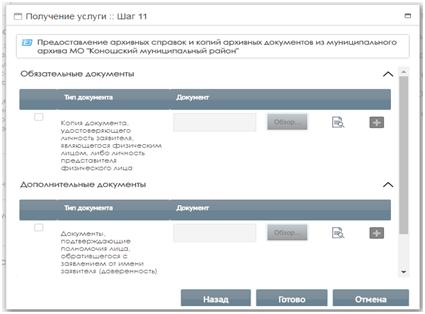 Получение услуги :: Шаг 11
Предоставление архивных справок и копий архивных документов из муниципального
архива МО "Коношский муниципальный район"
Обязательные документы
Тип документа Документ
Копия документа,
удостоверяющего
личность заявителя,
являющегося физическим
лицом, либо личность
представителя
физического лица
Обзор...
Дополнительные документы
Тип документа Документ
Документы,
подтверждающие
полномочия лица,
обратившегося с
заявлением от имени
заявителя (доверенность)
Обзор...
Назад Готово Отмена